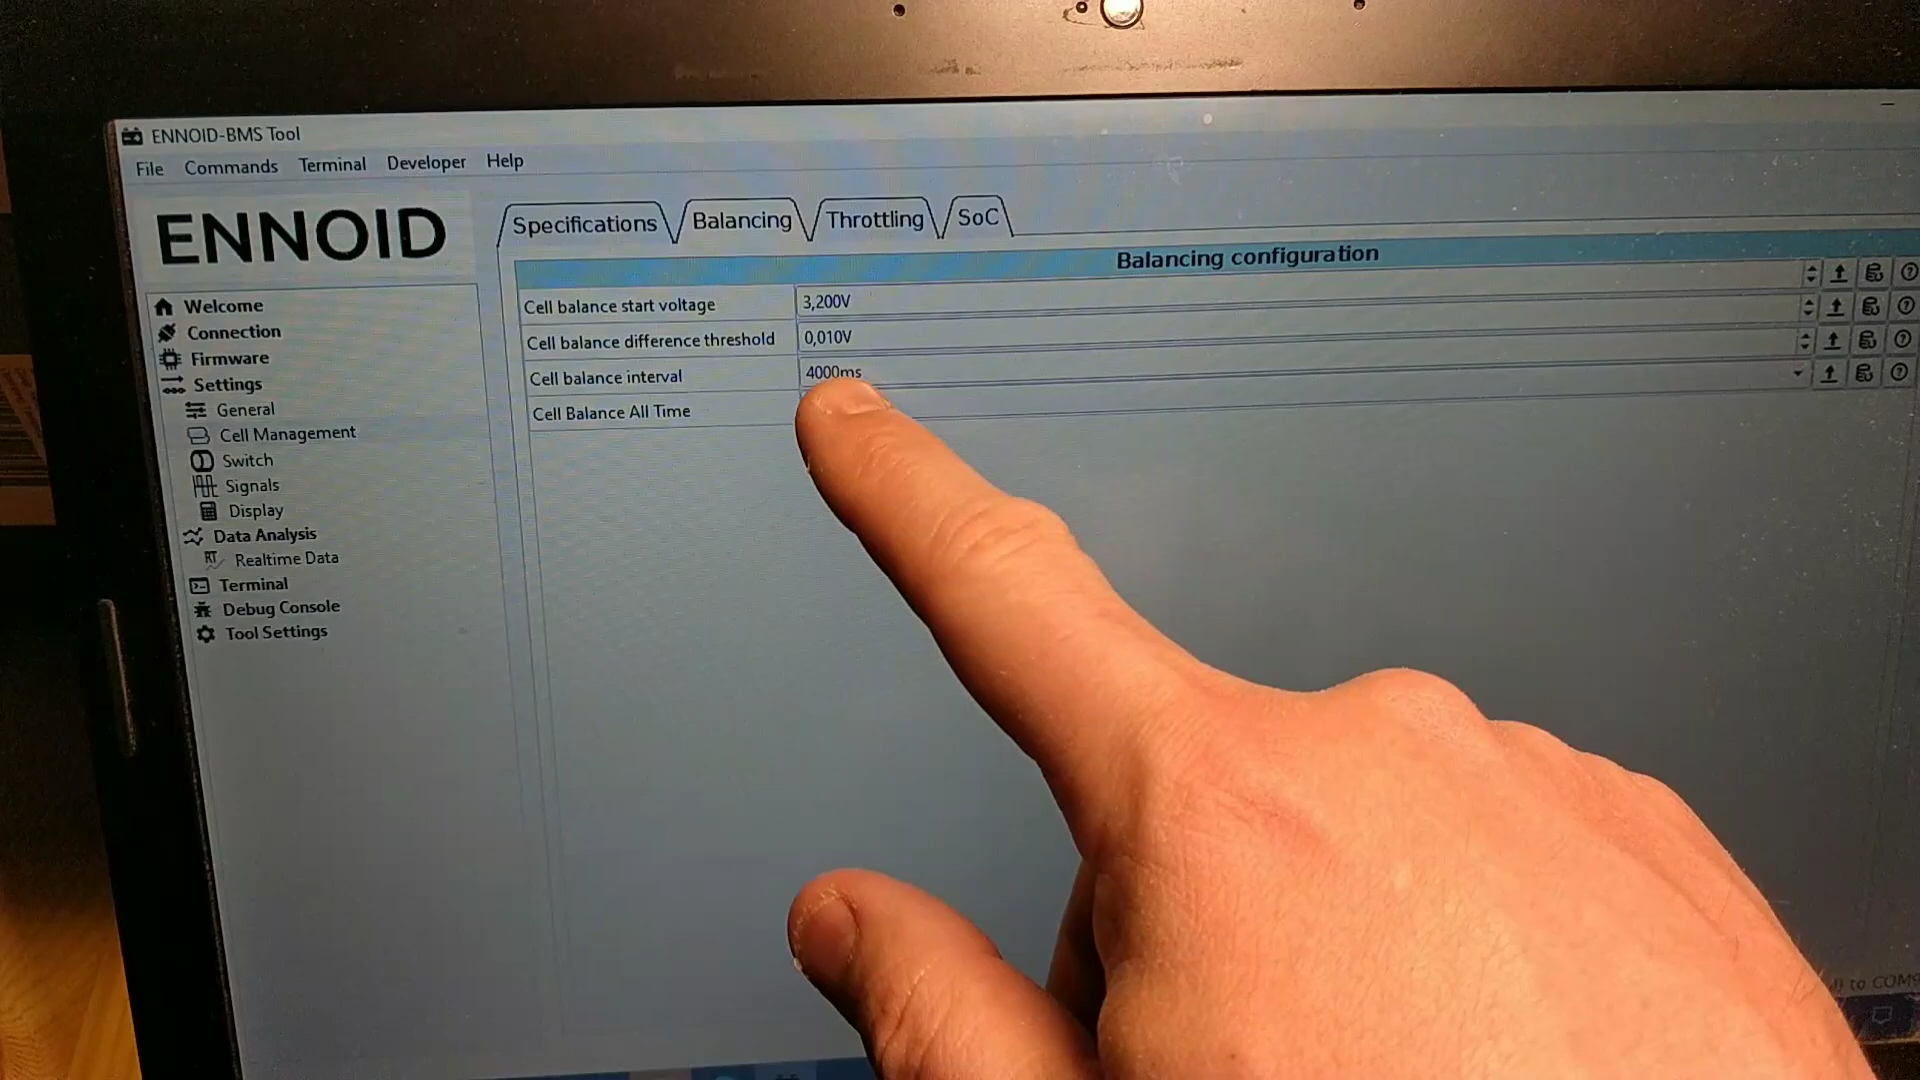 ENNOID-BMS Tool
File Commands Terminal Developer Help
ENNOID
Specifications Balancing Throttling SoC
Balancing configuration
Welcome
Connection
Firmware
Settings
General
Cell Management
Switch
Signals
Display
Data Analysis
RT Realtime Data
Terminal
Debug Console
Tool Settings
Cell balance start voltage 3,200V
Cell balance difference threshold 0,010V
Cell balance interval 4000ms
Cell Balance All Time
to